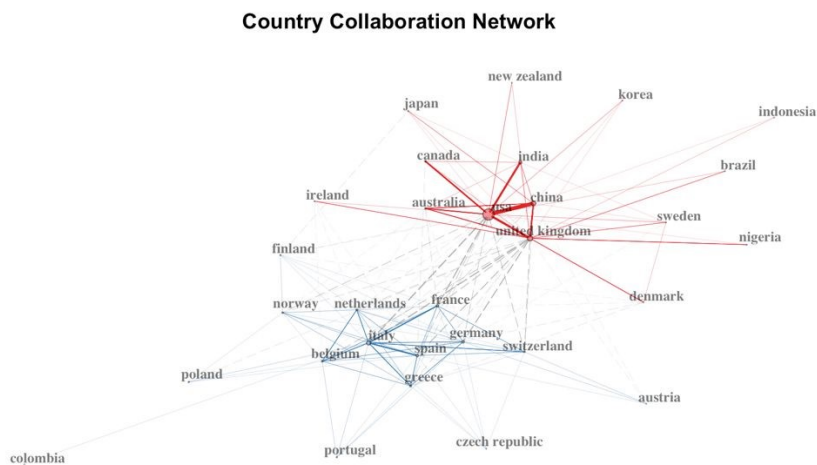 Country Collaboration Network
new zealand
korea
japan
indonesia
canada
india
brazil
ireland
australia
usa
china
sweden
united kingdom
nigeria
finland
denmark
norway
netherlands
france
italy
germany
switzerland
belgium
spain
poland
greece
austria
portugal
czech republic
colombia